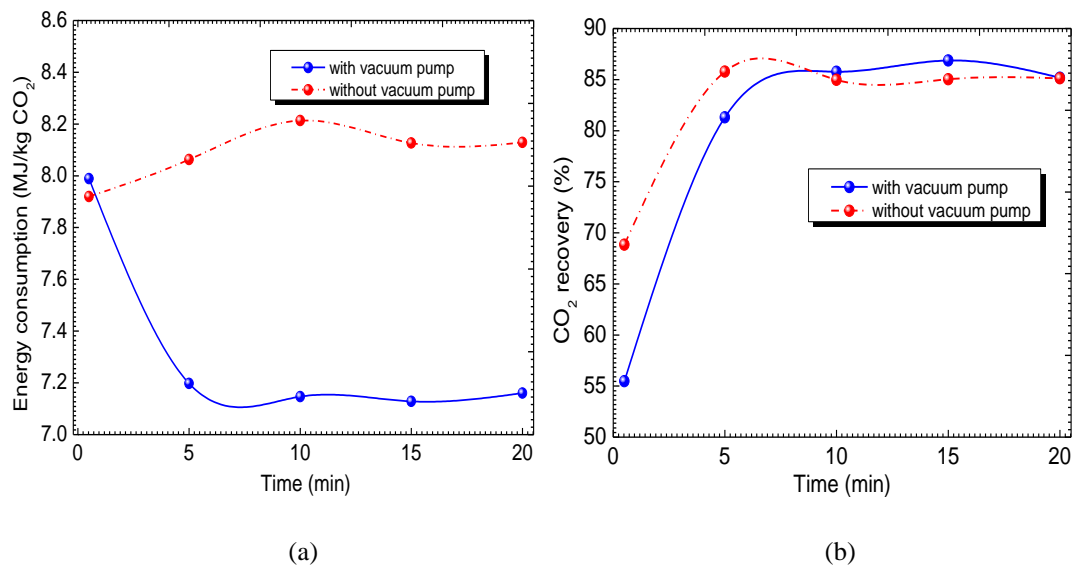 8.6
8.4
8.2
8.0
7.8
7.6
7.4
7.2
7.0
Energy consumption (MJ/kg CO₂)
with vacuum pump
without vacuum pump
0 5 10 15 20
Time (min)
(a)
90
85
80
75
70
65
60
55
50
CO₂ recovery (%)
with vacuum pump
without vacuum pump
0 5 10 15 20
Time (min)
(b)